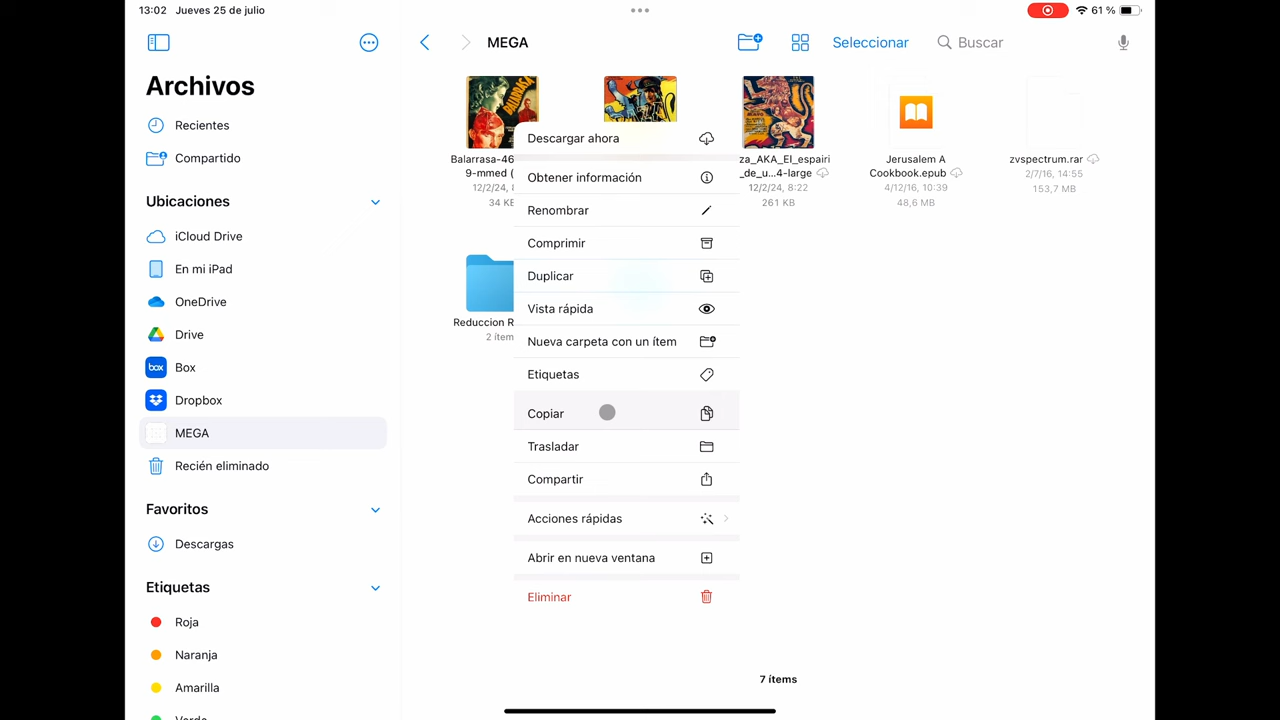 13:02 Jueves 25 de julio
61 %
Archivos
Recientes
Compartido
Ubicaciones
iCloud Drive
En mi iPad
OneDrive
Drive
box
Box
Dropbox
MEGA
Recién eliminado
Favoritos
Descargas
Etiquetas
Roja
Naranja
Amarilla
MEGA
Seleccionar
Buscar
BALARRASA
Balarrasa-46
9-mmed (
12/2/24, 8
34 KB
za_AKA_El_espairi
_de_u...4-large
12/2/24, 8:22
261 KB
Jerusalem A
Cookbook.epub
4/12/16, 10:39
48,6 MB
zvspectrum.rar
2/7/16, 14:55
153,7 MB
Reduccion R
2 ítem
Descargar ahora
Obtener información
Renombrar
Comprimir
Duplicar
Vista rápida
Nueva carpeta con un ítem
Etiquetas
Copiar
Trasladar
Compartir
Acciones rápidas
Abrir en nueva ventana
Eliminar
7 ítems